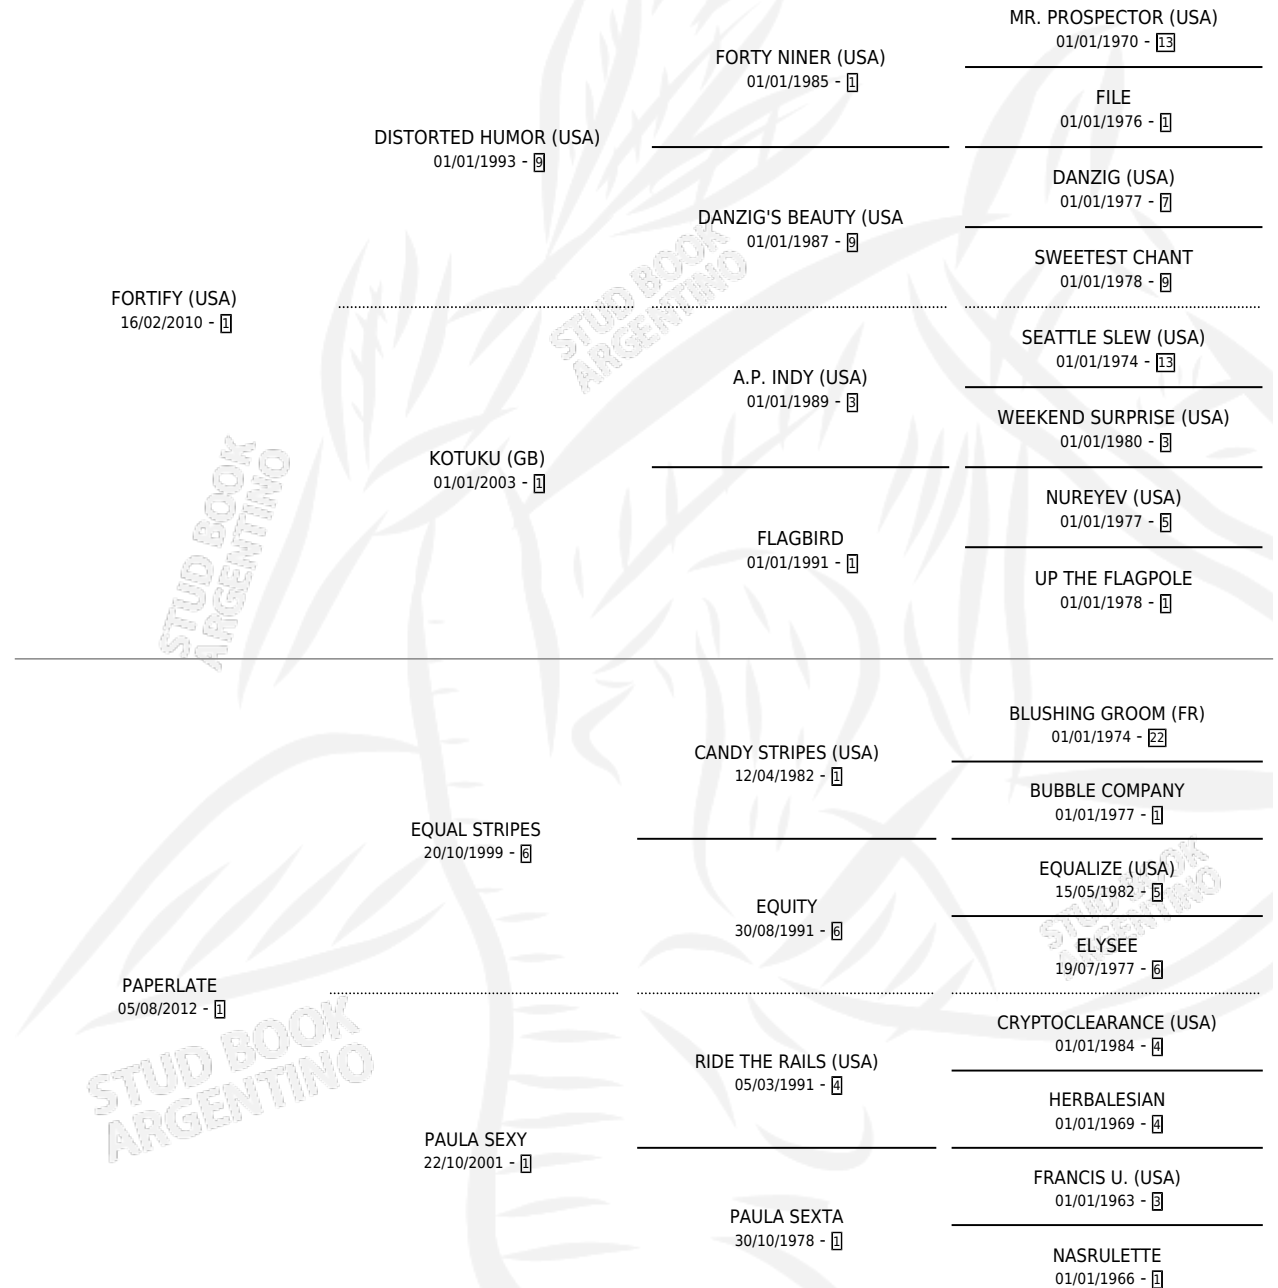 MR. PROSPECTOR (USA)
01/01/1970 - 13
FORTY NINER (USA)
01/01/1985 - 1
FILE
01/01/1976 - 1
DISTORTED HUMOR (USA)
01/01/1993 - 9
DANZIG (USA)
01/01/1977 - 7
DANZIG'S BEAUTY (USA
01/01/1987 - 9
SWEETEST CHANT
01/01/1978 - 9
FORTIFY (USA)
16/02/2010 - 1
SEATTLE SLEW (USA)
01/01/1974 - 13
A.P. INDY (USA)
01/01/1989 - 3
WEEKEND SURPRISE (USA)
01/01/1980 - 3
KOTUKU (GB)
01/01/2003 - 1
NUREYEV (USA)
01/01/1977 - 5
FLAGBIRD
01/01/1991 - 1
UP THE FLAGPOLE
01/01/1978 - 1
STUD BOOK
ARGENTINO
STUD BOOK
ARGENTINO
BLUSHING GROOM (FR)
01/01/1974 - 22
CANDY STRIPES (USA)
12/04/1982 - 1
BUBBLE COMPANY
01/01/1977 - 1
EQUAL STRIPES
20/10/1999 - 6
EQUALIZE (USA)
15/05/1982 - 5
EQUITY
30/08/1991 - 6
ELYSEE
19/07/1977 - 6
PAPERLATE
05/08/2012 - 1
CRYPTOCLEARANCE (USA)
01/01/1984 - 4
RIDE THE RAILS (USA)
05/03/1991 - 4
HERBALESIAN
01/01/1969 - 4
PAULA SEXY
22/10/2001 - 1
FRANCIS U. (USA)
01/01/1963 - 3
PAULA SEXTA
30/10/1978 - 1
NASRULETTE
01/01/1966 - 1
STUD BOOK
ARGENTINO
STUD BOOK
ARGENTINO